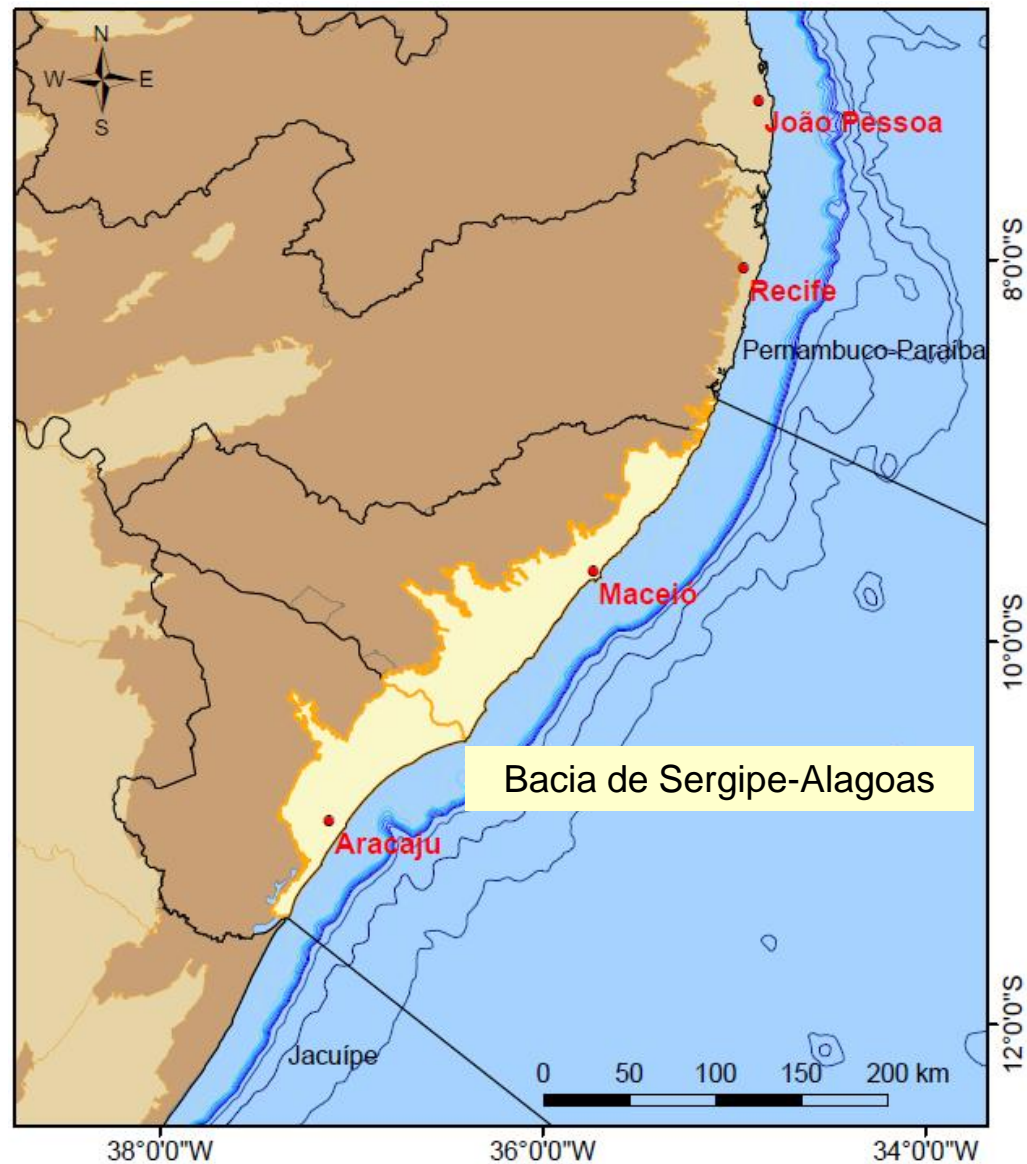 N
W E
S
João Pessoa
8°0'0"S
Recife
Pernambuco-Paraíba
Maceió
10°0'0"S
Bacia de Sergipe-Alagoas
Aracaju
12°0'0"S
Jacuípe
0 50 100 150 200 km
38°0'0"W 36°0'0"W 34°0'0"W